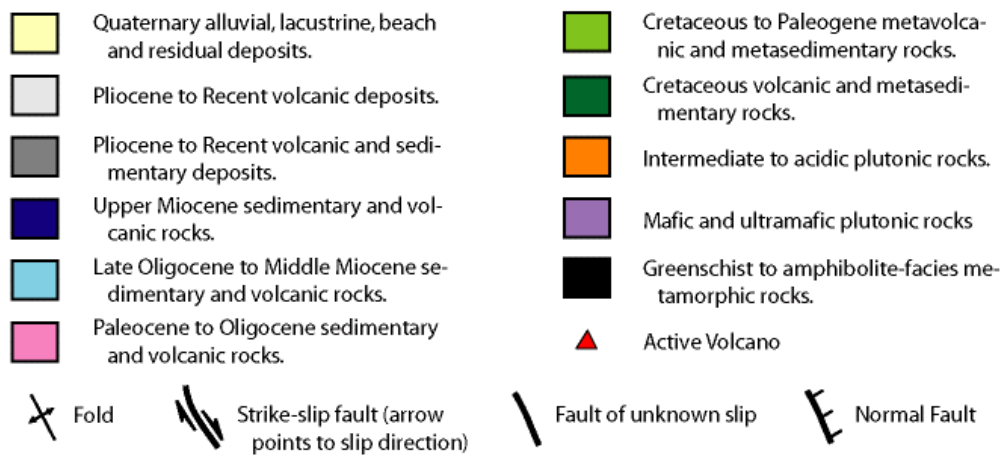 Quaternary alluvial, lacustrine, beach
and residual deposits.
Pliocene to Recent volcanic deposits.
Pliocene to Recent volcanic and sedi-
mentary deposits.
Upper Miocene sedimentary and vol-
canic rocks.
Late Oligocene to Middle Miocene se-
dimentary and volcanic rocks.
Paleocene to Oligocene sedimentary
and volcanic rocks.
Cretaceous to Paleogene metavolca-
nic and metasedimentary rocks.
Cretaceous volcanic and metasedi-
mentary rocks.
Intermediate to acidic plutonic rocks.
Mafic and ultramafic plutonic rocks
Greenschist to amphibolite-facies me-
tamorphic rocks.
Active Volcano
Fold
Strike-slip fault (arrow
points to slip direction)
Fault of unknown slip
Normal Fault